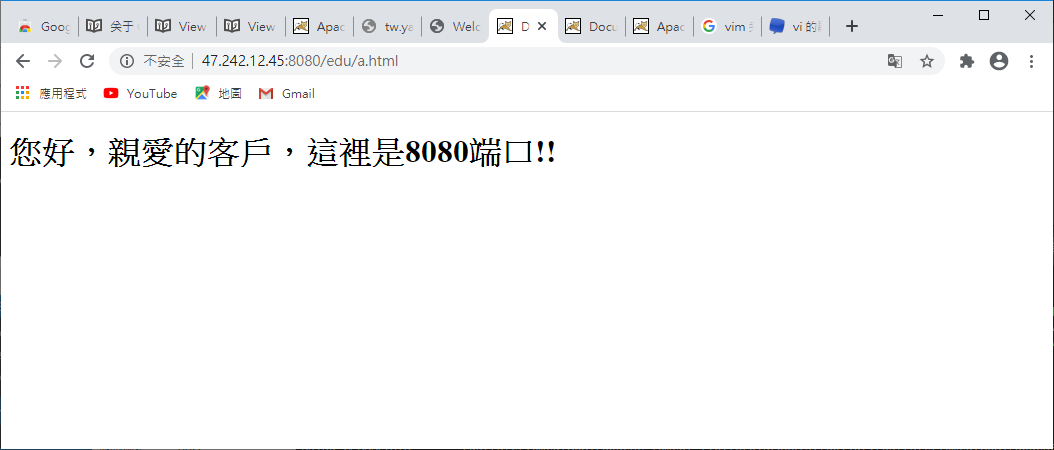 Goog 关于 View View Apac tw.ya Welc D Docu Apac vim 美 vi 的
不安全 47.242.12.45:8080/edu/a.html
應用程式 YouTube 地圖 Gmail
您好，親愛的客戶，這裡是8080端口!!